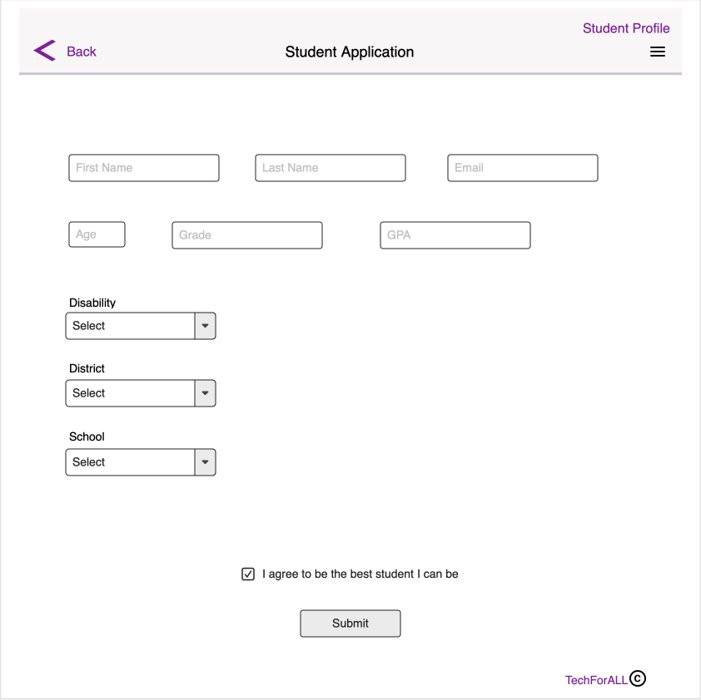 Student Profile
Back
Student Application
First Name
Last Name
Email
Age
Grade
GPA
Disability
Select
District
Select
School
Select
I agree to be the best student I can be
Submit
TechForALL ©